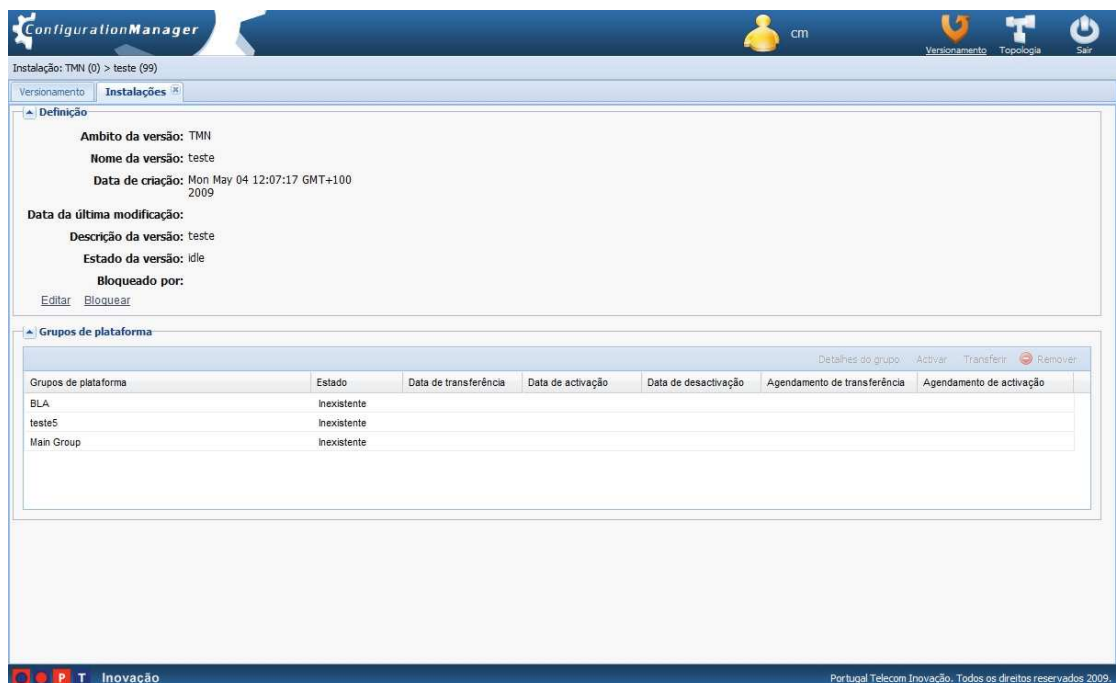 ConfigurationManager
cm
Versionamento Topologia Sair
Instalação: TMN (0) > teste (99)
Versionamento Instalações
Definição
Ambito da versão: TMN
Nome da versão: teste
Data de criação: Mon May 04 12:07:17 GMT+100
2009
Data da última modificação:
Descrição da versão: teste
Estado da versão: idle
Bloqueado por:
Editar Bloquear
Grupos de plataforma
Detalhes do grupo Activar Transferir Remover
Grupos de plataforma Estado Data de transferência Data de activação Data de desactivação Agendamento de transferência Agendamento de activação
BLA Inexistente
teste5 Inexistente
Main Group Inexistente
P T Inovação
Portugal Telecom Inovação. Todos os direitos reservados 2009.